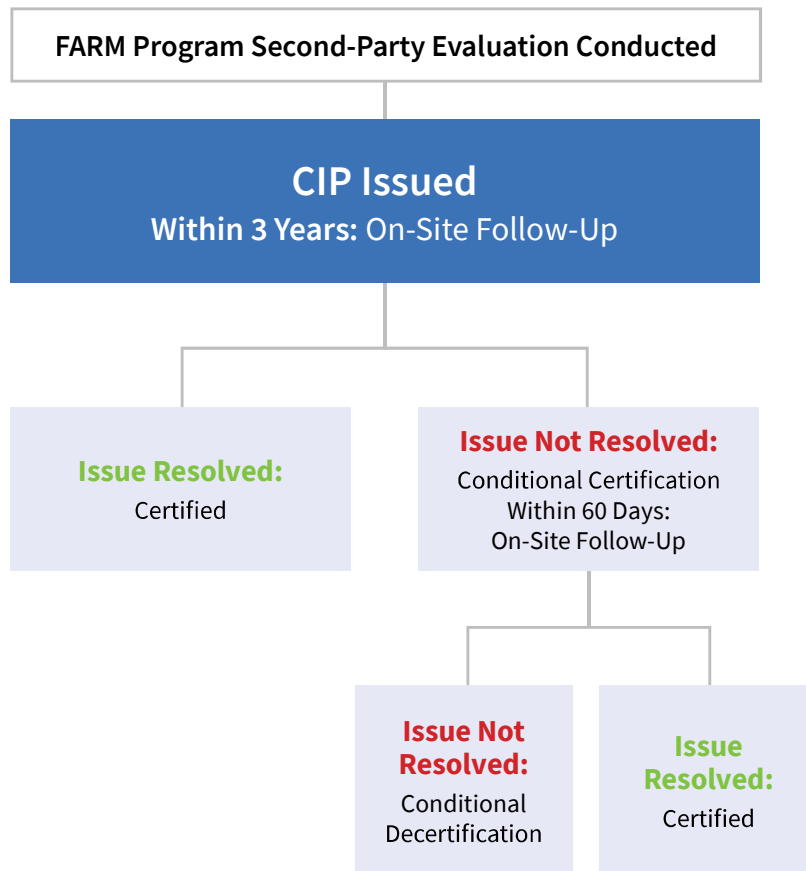 FARM Program Second-Party Evaluation Conducted
CIP Issued
Within 3 Years: On-Site Follow-Up
Issue Resolved:
Certified
Issue Not Resolved:
Conditional Certification
Within 60 Days:
On-Site Follow-Up
Issue Not
Resolved:
Conditional
Decertification
Issue
Resolved:
Certified